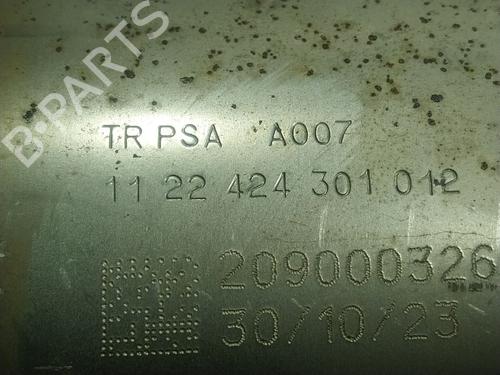 B-PARTS
TR PSA A007
11 22 424 301 012
209000326
30/10/23